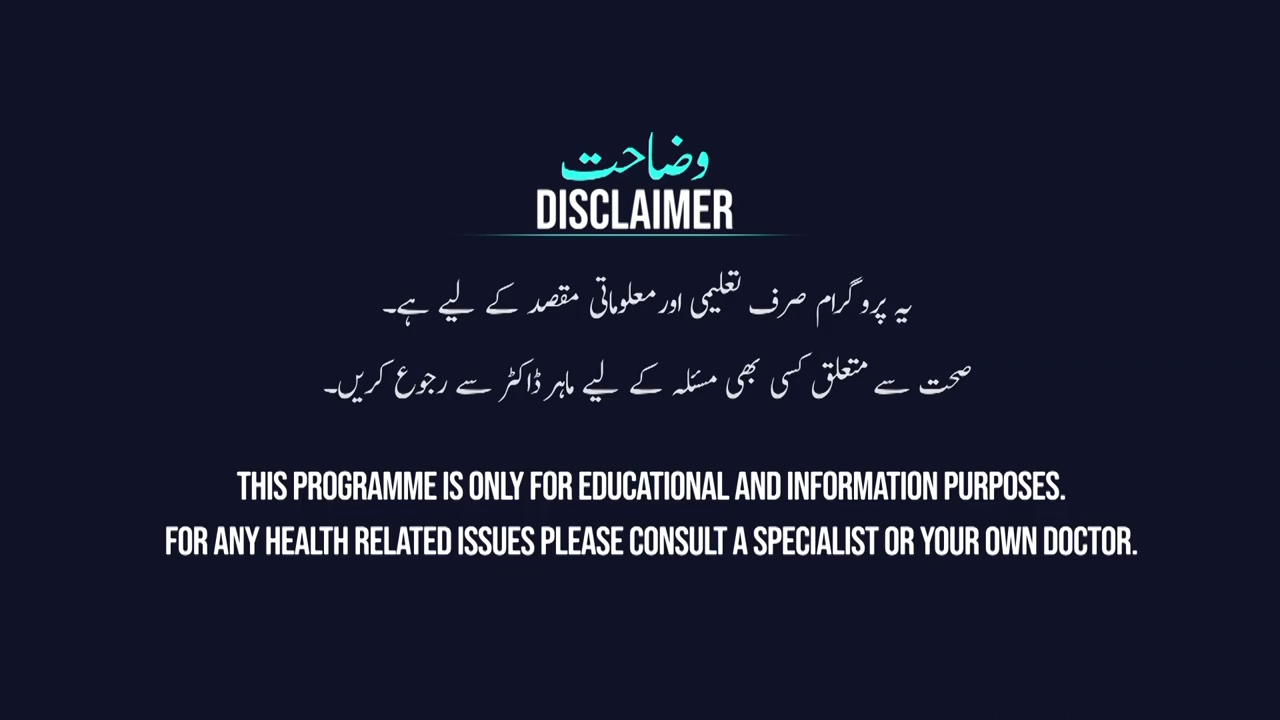 وضاحت
DISCLAIMER
یہ پروگرام صرف تعلیمی اور معلوماتی مقصد کے لیے ہے۔
صحت سے متعلق کسی بھی مسئلہ کے لیے ماہر ڈاکٹر سے رجوع کریں۔
THIS PROGRAMME IS ONLY FOR EDUCATIONAL AND INFORMATION PURPOSES.
FOR ANY HEALTH RELATED ISSUES PLEASE CONSULT A SPECIALIST OR YOUR OWN DOCTOR.